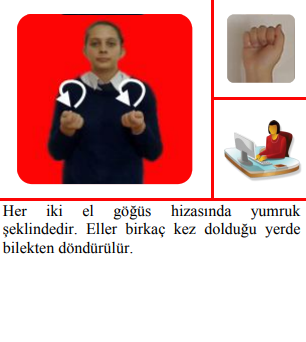 Her iki el göğüs hizasında yumruk
şeklindedir. Eller birkaç kez dolduğu yerde
bilekten döndürülür.